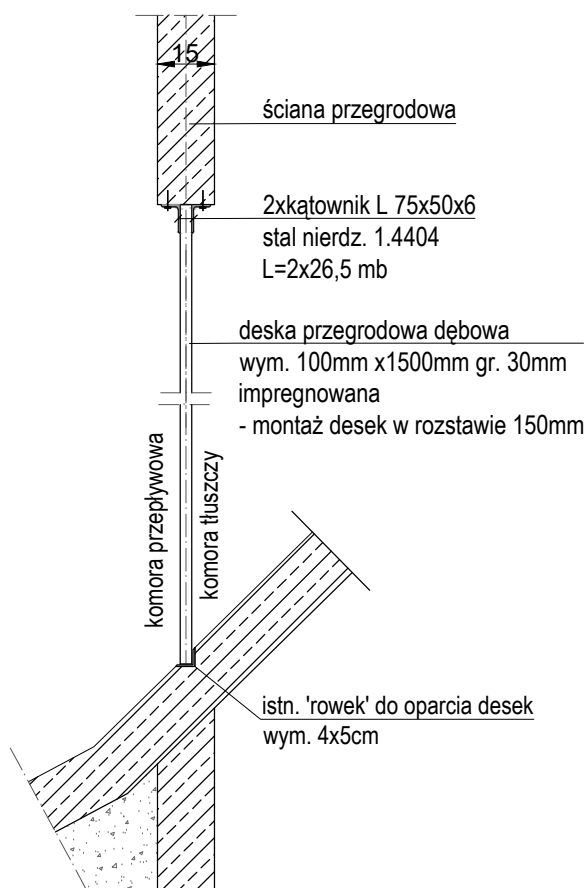 15
ściana przegrodowa
2xkątownik L 75x50x6
stal nierdz. 1.4404
L=2x26,5 mb
deska przegrodowa dębowa
wym. 100mm x1500mm gr. 30mm
impregnowana
- montaż desek w rozstawie 150mm
komora przepływowa
komora tłuszczy
istn. 'rowek' do oparcia desek
wym. 4x5cm